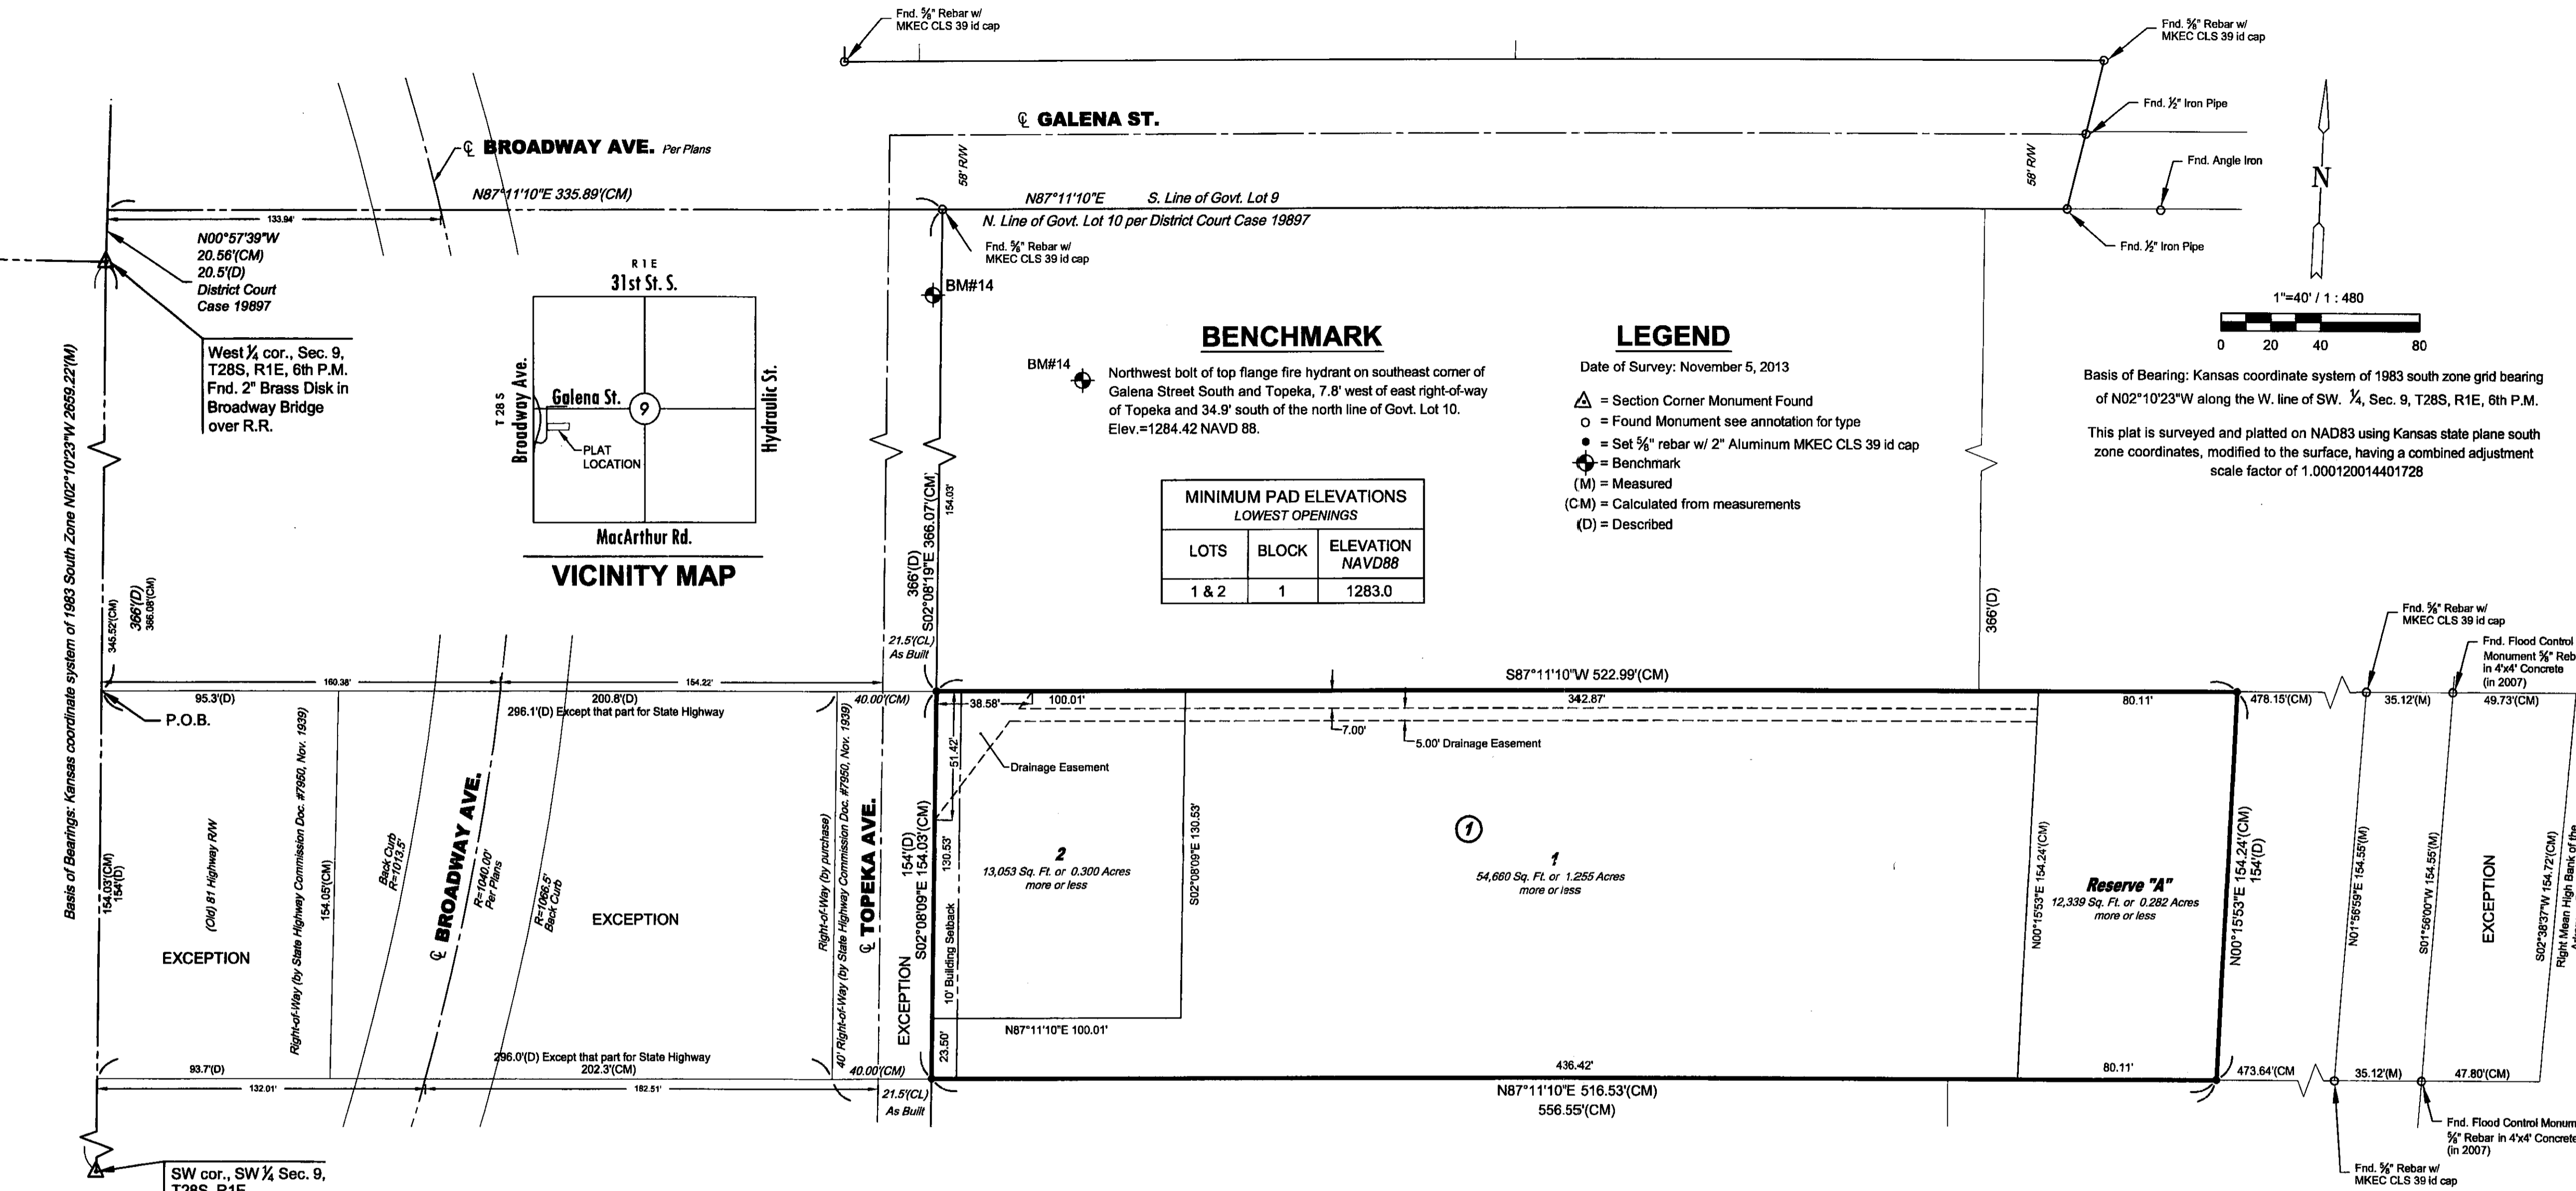 Fnd. ⅝" Rebar w/
MKEC CLS 39 id cap
Fnd. ⅝" Rebar w/
MKEC CLS 39 id cap
Fnd. ½" Iron Pipe
℄ GALENA ST.
℄ BROADWAY AVE. Per Plans
58' R/W
58' R/W
Fnd. Angle Iron
N
N87°11'10"E 335.89'(CM)
N87°11'10"E S. Line of Govt. Lot 9
133.94'
N. Line of Govt. Lot 10 per District Court Case 19897
N00°57'39"W
20.56'(CM)
20.5'(D)
District Court
Case 19897
Fnd. ⅝" Rebar w/
MKEC CLS 39 id cap
Fnd. ½" Iron Pipe
West ¼ cor., Sec. 9,
T28S, R1E, 6th P.M.
Fnd. 2" Brass Disk in
Broadway Bridge
over R.R.
R 1 E
31st St. S.
T 28 S
Broadway Ave.
Galena St.
9
Hydraulic St.
PLAT
LOCATION
MacArthur Rd.
VICINITY MAP
BM#14
BENCHMARK
BM#14
Northwest bolt of top flange fire hydrant on southeast corner of
Galena Street South and Topeka, 7.8' west of east right-of-way
of Topeka and 34.9' south of the north line of Govt. Lot 10.
Elev.=1284.42 NAVD 88.
MINIMUM PAD ELEVATIONS
LOWEST OPENINGS
LOTS BLOCK ELEVATION
NAVD88
1 & 2 1 1283.0
LEGEND
Date of Survey: November 5, 2013
= Section Corner Monument Found
= Found Monument see annotation for type
= Set ⅝" rebar w/ 2" Aluminum MKEC CLS 39 id cap
= Benchmark
(M) = Measured
(CM) = Calculated from measurements
(D) = Described
1"=40' / 1 : 480
0 20 40 80
Basis of Bearing: Kansas coordinate system of 1983 south zone grid bearing
of N02°10'23"W along the W. line of SW. ¼, Sec. 9, T28S, R1E, 6th P.M.
This plat is surveyed and platted on NAD83 using Kansas state plane south
zone coordinates, modified to the surface, having a combined adjustment
scale factor of 1.000120014401728
Basis of Bearings: Kansas coordinate system of 1983 South Zone N02°10'23"W 2659.22'(M)
345.52'(CM)
366'(D)
366.08'(CM)
366'(D)
S02°08'19"E 366.07'(CM)
154.03'
366'(D)
21.5'(CL)
As Built
Fnd. ⅝" Rebar w/
MKEC CLS 39 id cap
Fnd. Flood Control
Monument ⅝" Reb
in 4'x4' Concrete
(in 2007)
160.38'
154.22'
S87°11'10"W 522.99'(CM)
95.3'(D)
200.8'(D)
40.00'(CM)
38.58'
100.01'
342.87'
80.11'
478.15'(CM)
35.12'(M)
49.73'(CM)
P.O.B.
296.1'(D) Except that part for State Highway
7.00'
5.00' Drainage Easement
Drainage Easement
51.42'
154.03'(CM)
154'(D)
(Old) 81 Highway R/W
EXCEPTION
Right-of-Way (by State Highway Commission Doc. #7950, Nov. 1939)
154.05'(CM)
Back Curb
R=1013.5'
℄ BROADWAY AVE.
R=1040.00'
Per Plans
R=1066.5'
Back Curb
EXCEPTION
Right-of-Way (by purchase)
40' Right-of-Way (by State Highway Commission Doc. #7950, Nov. 1939)
℄ TOPEKA AVE.
EXCEPTION
154'(D)
S02°08'09"E 154.03'(CM)
130.53'
10' Building Setback
23.50'
2
13,053 Sq. Ft. or 0.300 Acres
more or less
S02°08'09"E 130.53'
N87°11'10"E 100.01'
1
1
54,660 Sq. Ft. or 1.255 Acres
more or less
N00°15'53"E 154.24'(CM)
Reserve "A"
12,339 Sq. Ft. or 0.282 Acres
more or less
N00°15'53"E 154.24'(CM)
154'(D)
N01°56'59"E 154.55'(M)
S01°56'00"W 154.55'(M)
EXCEPTION
S02°38'37"W 154.72'(CM)
Right Mean High Bank of the
93.7'(D)
296.0'(D) Except that part for State Highway
202.3'(CM)
40.00'(CM)
132.01'
182.51'
21.5'(CL)
As Built
436.42'
80.11'
473.64'(CM
35.12'(M)
47.80'(CM)
N87°11'10"E 516.53'(CM)
556.55'(CM)
Fnd. Flood Control Monum
⅝" Rebar in 4'x4' Concrete
(in 2007)
Fnd. ⅝" Rebar w/
MKEC CLS 39 id cap
SW cor., SW ¼ Sec. 9,
T28S, R1E